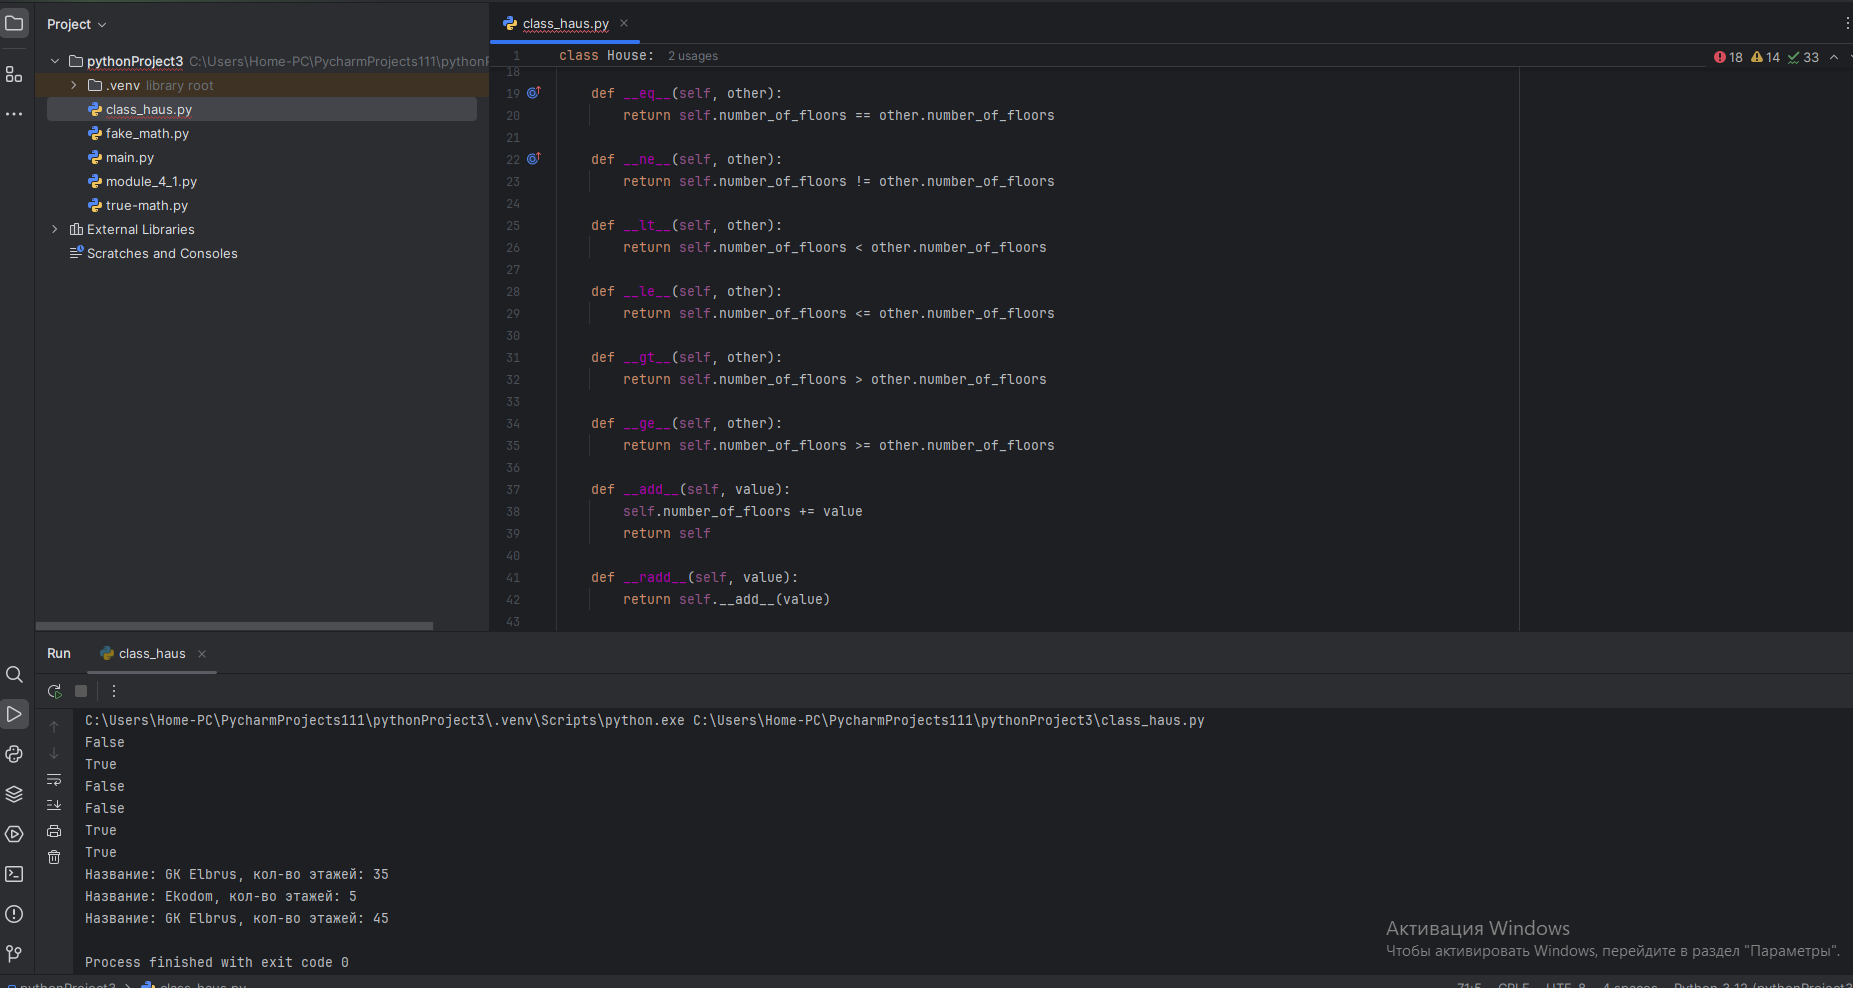 Project
pythonProject3 C:\Users\Home-PC\PycharmProjects111\pythonP
.venv library root
class_haus.py
fake_math.py
main.py
module_4_1.py
true-math.py
External Libraries
Scratches and Consoles
class_haus.py
1 class House: 2 usages
18 14 33
18
19 def __eq__(self, other):
20 return self.number_of_floors == other.number_of_floors
21
22 def __ne__(self, other):
23 return self.number_of_floors != other.number_of_floors
24
25 def __lt__(self, other):
26 return self.number_of_floors < other.number_of_floors
27
28 def __le__(self, other):
29 return self.number_of_floors <= other.number_of_floors
30
31 def __gt__(self, other):
32 return self.number_of_floors > other.number_of_floors
33
34 def __ge__(self, other):
35 return self.number_of_floors >= other.number_of_floors
36
37 def __add__(self, value):
38 self.number_of_floors += value
39 return self
40
41 def __radd__(self, value):
42 return self.__add__(value)
43
Run class_haus
C:\Users\Home-PC\PycharmProjects111\pythonProject3\.venv\Scripts\python.exe C:\Users\Home-PC\PycharmProjects111\pythonProject3\class_haus.py
False
True
False
False
True
True
Название: GK Elbrus, кол-во этажей: 35
Название: Ekodom, кол-во этажей: 5
Название: GK Elbrus, кол-во этажей: 45
Process finished with exit code 0
Активация Windows
Чтобы активировать Windows, перейдите в раздел "Параметры".
pythonProject3 > class_haus.py
71:5 CRLF UTF-8 4 spaces Python 3.12 (pythonProject3